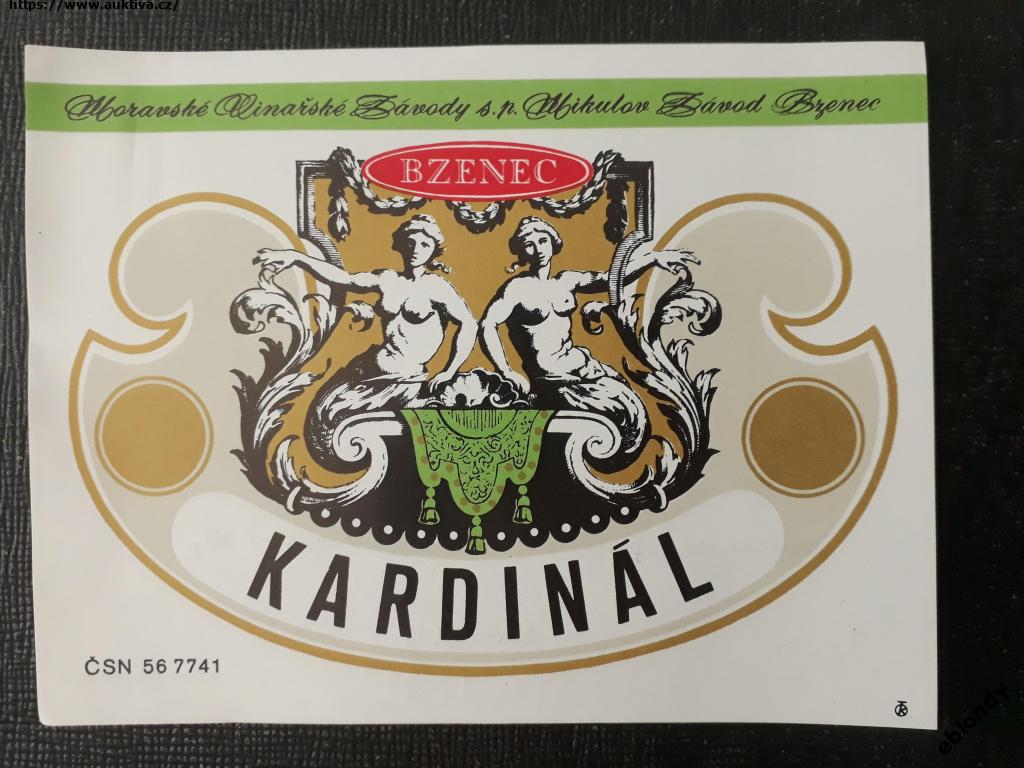 https://www.auktiva.cz/
Moravské Vinařské Závody s.p. Mikulov Závod Bzenec
BZENEC
KARDINÁL
ČSN 56 7741
eblondy